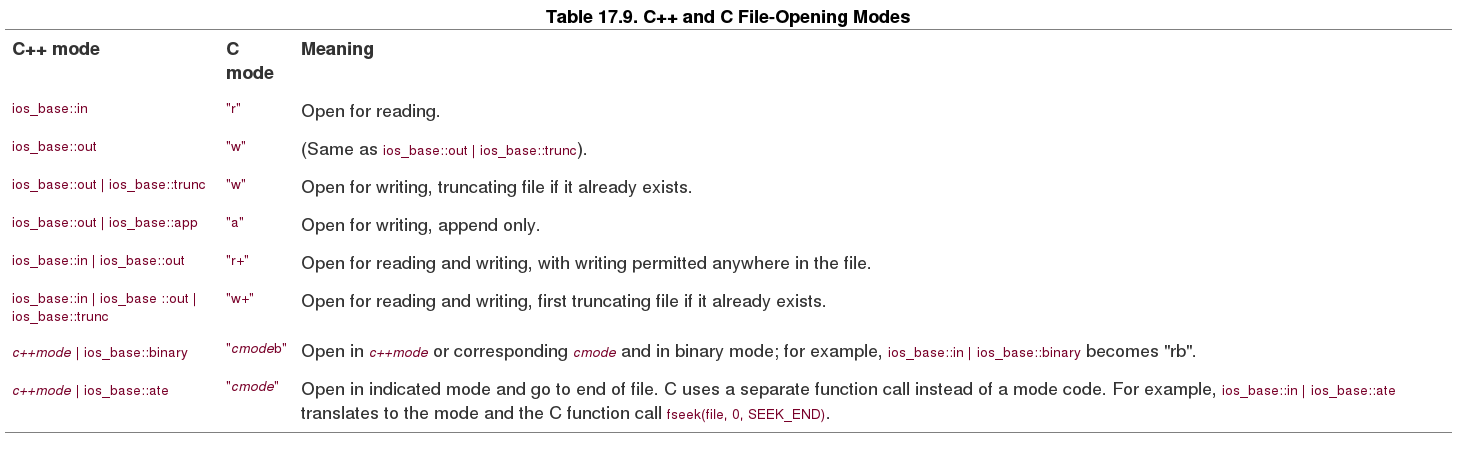 Table 17.9. C++ and C File-Opening Modes
C++ mode C mode Meaning
ios_base::in "r" Open for reading.
ios_base::out "w" (Same as ios_base::out | ios_base::trunc).
ios_base::out | ios_base::trunc "w" Open for writing, truncating file if it already exists.
ios_base::out | ios_base::app "a" Open for writing, append only.
ios_base::in | ios_base::out "r+" Open for reading and writing, with writing permitted anywhere in the file.
ios_base::in | ios_base ::out | "w+" Open for reading and writing, first truncating file if it already exists.
ios_base::trunc
c++mode | ios_base::binary "cmodeb" Open in c++mode or corresponding cmode and in binary mode; for example, ios_base::in | ios_base::binary becomes "rb".
c++mode | ios_base::ate "cmode" Open in indicated mode and go to end of file. C uses a separate function call instead of a mode code. For example, ios_base::in | ios_base::ate
translates to the mode and the C function call fseek(file, 0, SEEK_END).